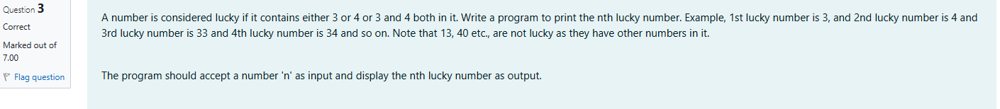 Question 3
Correct
Marked out of
7.00
Flag question
A number is considered lucky if it contains either 3 or 4 or 3 and 4 both in it. Write a program to print the nth lucky number. Example, 1st lucky number is 3, and 2nd lucky number is 4 and
3rd lucky number is 33 and 4th lucky number is 34 and so on. Note that 13, 40 etc., are not lucky as they have other numbers in it.
The program should accept a number 'n' as input and display the nth lucky number as output.